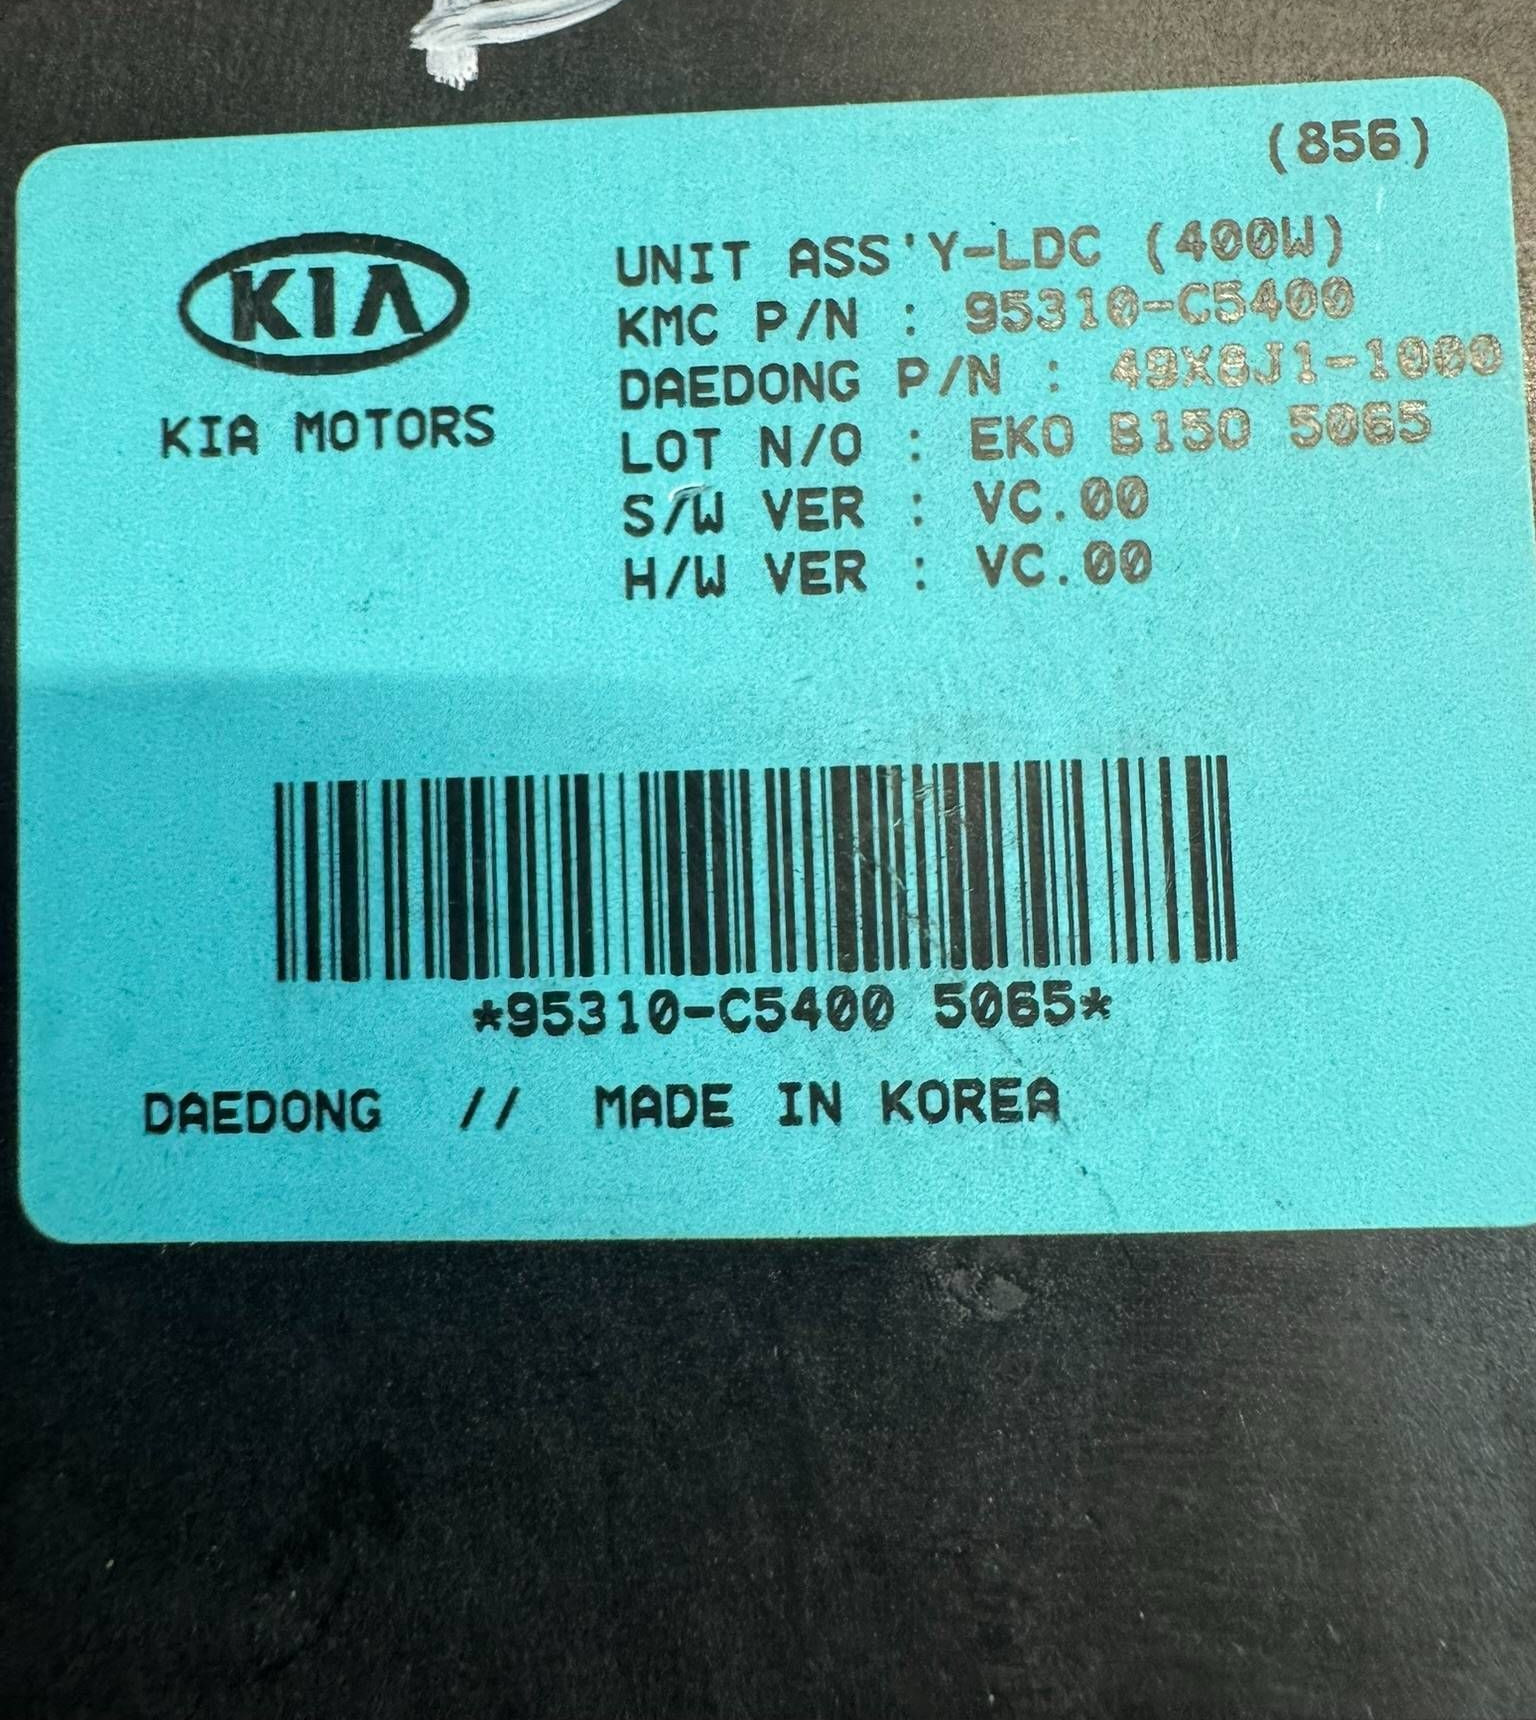 (856)
KIA
KIA MOTORS
UNIT ASS'Y-LDC (400W)
KMC P/N : 95310-C5400
DAEDONG P/N : 49X8J1-1000
LOT N/O : EKO B150 5065
S/W VER : VC.00
H/W VER : VC.00
*95310-C5400 5065*
DAEDONG // MADE IN KOREA